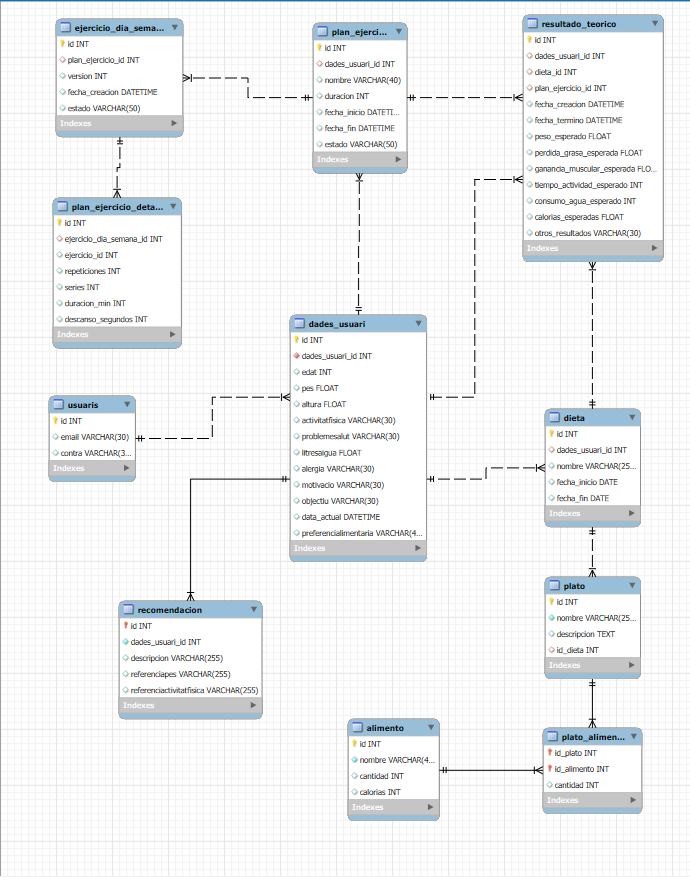 ejercicio_dia_sema...
id INT
plan_ejercicio_id INT
version INT
fecha_creacion DATETIME
estado VARCHAR(50)
Indexes
plan_ejerci...
id INT
dades_usuari_id INT
nombre VARCHAR(40)
duracion INT
fecha_inicio DATETI...
fecha_fin DATETIME
estado VARCHAR(50)
Indexes
resultado_teorico
id INT
dades_usuari_id INT
dieta_id INT
plan_ejercicio_id INT
fecha_creacion DATETIME
fecha_termino DATETIME
peso_esperado FLOAT
perdida_grasa_esperada FLOAT
ganancia_muscular_esperada FLO...
tiempo_actividad_esperado INT
consumo_agua_esperado INT
calorias_esperadas FLOAT
otros_resultados VARCHAR(30)
Indexes
plan_ejercicio_deta...
id INT
ejercicio_dia_semana_id INT
ejercicio_id INT
repeticiones INT
series INT
duracion_min INT
descanso_segundos INT
Indexes
dades_usuari
id INT
dades_usuari_id INT
edat INT
pes FLOAT
altura FLOAT
activitatfisica VARCHAR(30)
problemesalut VARCHAR(30)
litresaigua FLOAT
alergia VARCHAR(30)
motivacio VARCHAR(30)
objectiu VARCHAR(30)
data_actual DATETIME
preferencialimentaria VARCHAR(4...
Indexes
usuaris
id INT
email VARCHAR(30)
contra VARCHAR(3...
Indexes
dieta
id INT
dades_usuari_id INT
nombre VARCHAR(25...
fecha_inicio DATE
fecha_fin DATE
Indexes
plato
id INT
nombre VARCHAR(25...
descripcion TEXT
id_dieta INT
Indexes
recomendacion
id INT
dades_usuari_id INT
descripcion VARCHAR(255)
referenciapes VARCHAR(255)
referenciactivitatfisica VARCHAR(255)
Indexes
alimento
id INT
nombre VARCHAR(4...
cantidad INT
calorias INT
Indexes
plato_alimen...
id_plato INT
id_alimento INT
cantidad INT
Indexes